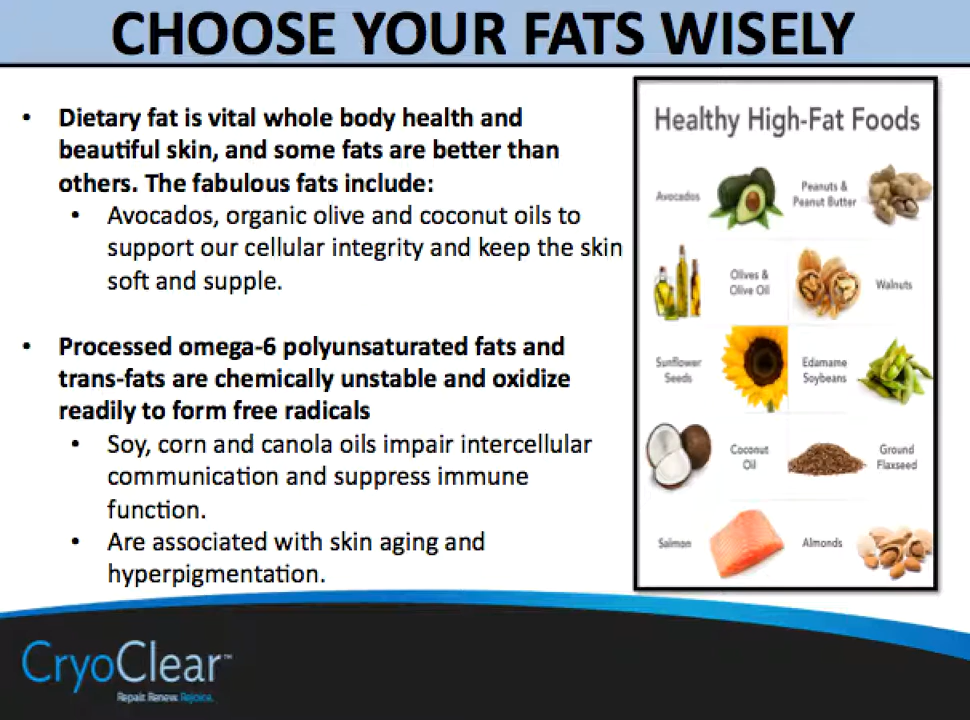 CHOOSE YOUR FATS WISELY
• Dietary fat is vital whole body health and
beautiful skin, and some fats are better than
others. The fabulous fats include:
• Avocados, organic olive and coconut oils to
support our cellular integrity and keep the skin
soft and supple.
• Processed omega-6 polyunsaturated fats and
trans-fats are chemically unstable and oxidize
readily to form free radicals
• Soy, corn and canola oils impair intercellular
communication and suppress immune
function.
• Are associated with skin aging and
hyperpigmentation.
Healthy High-Fat Foods
Avocados
Peanuts &
Peanut Butter
Olives &
Olive Oil
Walnuts
Sunflower
Seeds
Edamame
Soybeans
Coconut
Oil
Ground
Flaxseed
Salmon
Almonds
CryoClear™
Repair. Renew. Rejoice.